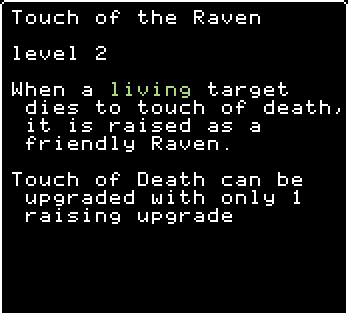 Touch of the Raven
level 2
When a living target
dies to touch of death,
it is raised as a
friendly Raven.
Touch of Death can be
upgraded with only 1
raising upgrade